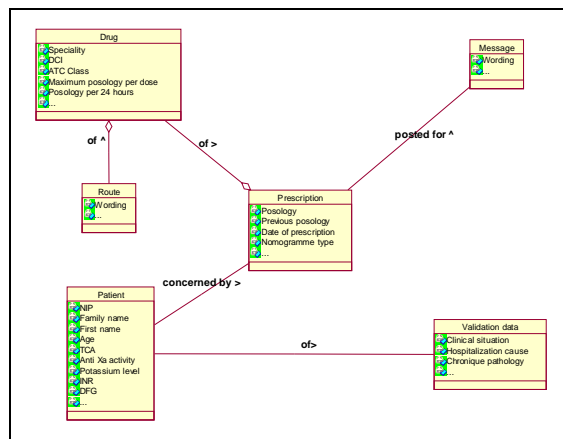 Drug
Speciality
DCI
ATC Class
Maximum posology per dose
Posology per 24 hours
...
Message
Wording
...
of ^
of >
posted for ^
Route
Wording
...
Prescription
Posology
Previous posology
Date of prescription
Nomogramme type
...
concerned by >
Patient
NIP
Family name
First name
Age
TCA
Anti Xa activity
Potassium level
INR
DFG
...
of>
Validation data
Clinical situation
Hospitalization cause
Chronique pathology
...